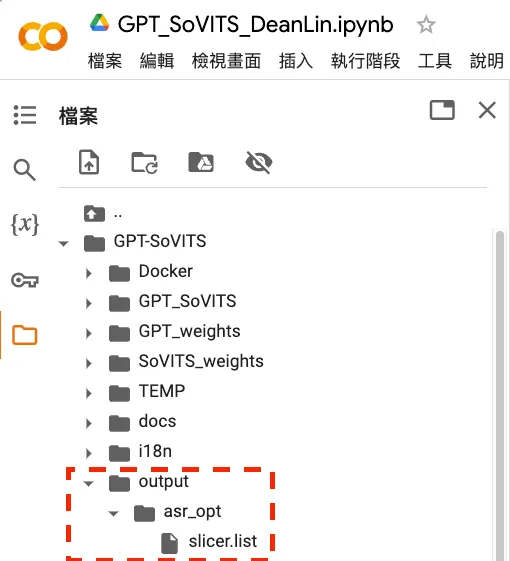 GPT_SoVITS_DeanLin.ipynb
檔案 編輯 檢視畫面 插入 執行階段 工具 說明
檔案
{x}
..
GPT-SoVITS
Docker
GPT_SoVITS
GPT_weights
SoVITS_weights
TEMP
docs
i18n
output
asr_opt
slicer.list